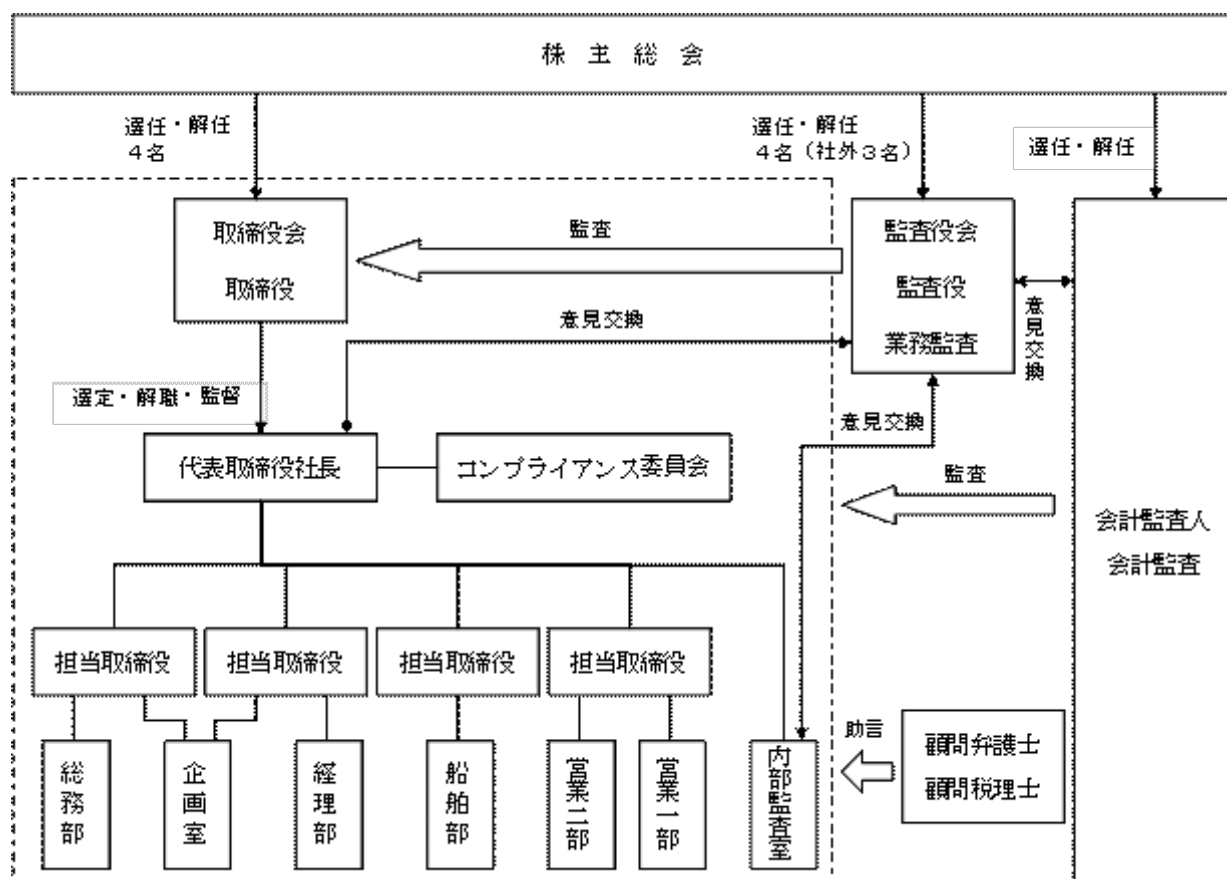 株主総会
選任・解任
4名
選任・解任
4名(社外3名)
選任・解任
取締役会
取締役
監査
監査役会
監査役
業務監査
意見交換
意見交換
選定・解職・監督
意見交換
代表取締役社長
コンプライアンス委員会
監査
会計監査人
会計監査
担当取締役
担当取締役
担当取締役
担当取締役
総務部
企画室
経理部
船舶部
営業二部
営業一部
内部監査室
助言
顧問弁護士
顧問税理士